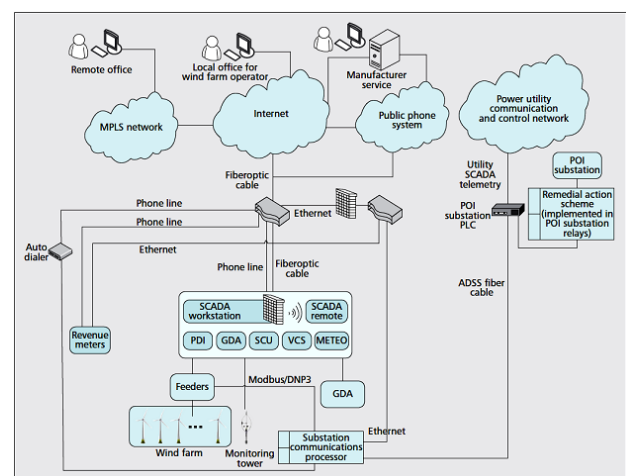 Remote office
Local office for
wind farm operator
Manufacturer
service
MPLS network
Internet
Public phone
system
Power utility
communication
and control network
Fiberoptic
cable
Utility
SCADA
telemetry
POI
substation
Phone line
Ethernet
POI
substation
PLC
Remedial action
scheme
(implemented in
POI substation
relays)
Phone line
Auto
dialer
Ethernet
Phone line
Fiberoptic
cable
ADSS fiber
cable
SCADA
workstation
SCADA
remote
Revenue
meters
PDI
GDA
SCU
VCS
METEO
Feeders
Modbus/DNP3
GDA
Ethernet
Wind farm
Monitoring
tower
Substation
communications
processor